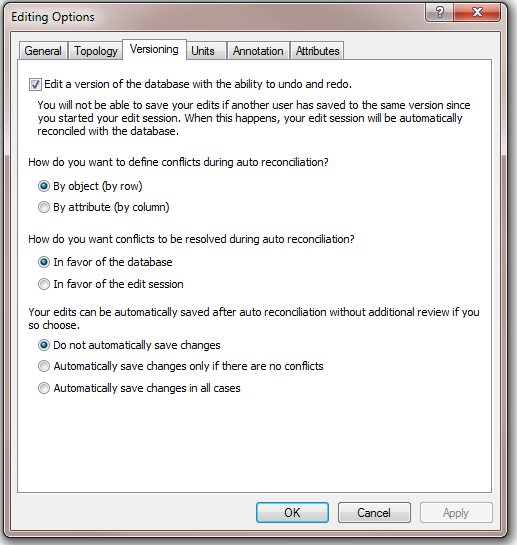 Editing Options
General Topology Versioning Units Annotation Attributes
Edit a version of the database with the ability to undo and redo.
You will not be able to save your edits if another user has saved to the same version since
you started your edit session. When this happens, your edit session will be automatically
reconciled with the database.
How do you want to define conflicts during auto reconciliation?
By object (by row)
By attribute (by column)
How do you want conflicts to be resolved during auto reconciliation?
In favor of the database
In favor of the edit session
Your edits can be automatically saved after auto reconciliation without additional review if you
so choose.
Do not automatically save changes
Automatically save changes only if there are no conflicts
Automatically save changes in all cases
OK Cancel Apply